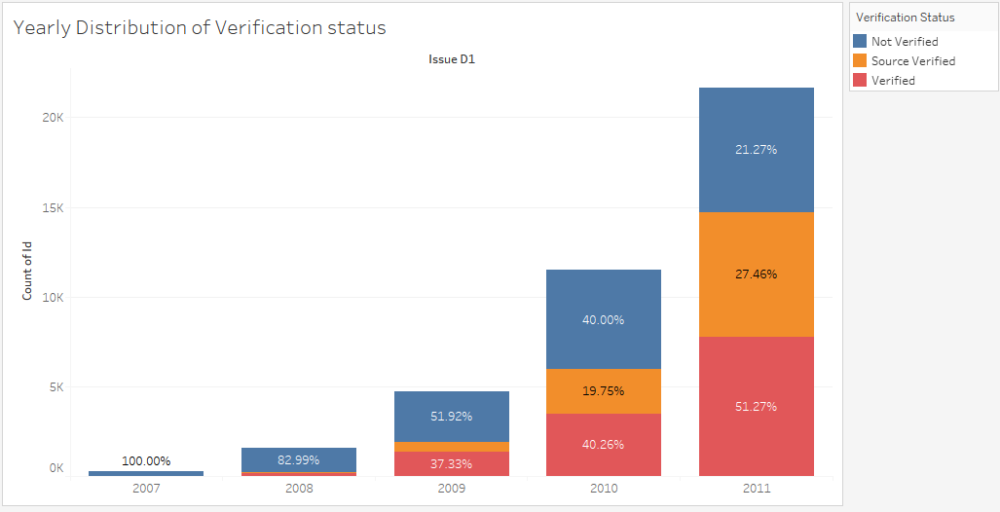 Yearly Distribution of Verification status
Issue D1
Count of Id
20K
15K
10K
5K
0K
100.00%
82.99%
51.92%
37.33%
40.00%
19.75%
40.26%
21.27%
27.46%
51.27%
2007
2008
2009
2010
2011
Verification Status
Not Verified
Source Verified
Verified